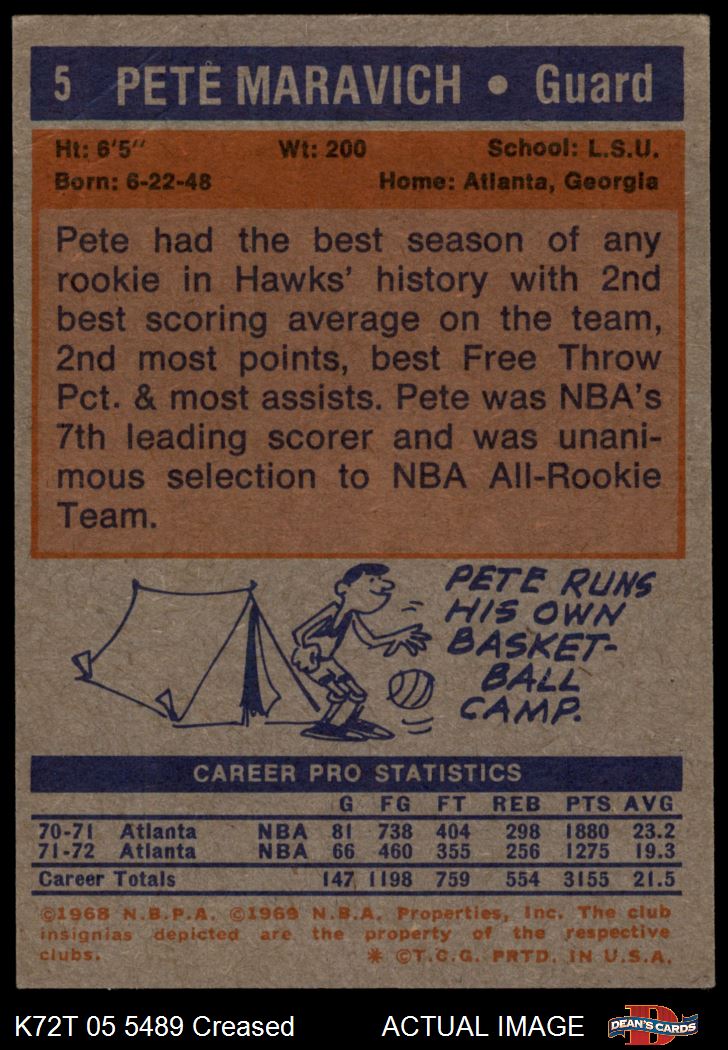 5 PETE MARAVICH • Guard
Ht: 6'5" Wt: 200 School: L.S.U.
Born: 6-22-48 Home: Atlanta, Georgia
Pete had the best season of any
rookie in Hawks' history with 2nd
best scoring average on the team,
2nd most points, best Free Throw
Pct. & most assists. Pete was NBA's
7th leading scorer and was unani-
mous selection to NBA All-Rookie
Team.
PETE RUNS
HIS OWN
BASKET-
BALL
CAMP.
CAREER PRO STATISTICS
G FG FT REB PTS AVG
70-71 Atlanta NBA 81 738 404 298 1880 23.2
71-72 Atlanta NBA 66 460 355 256 1275 19.3
Career Totals 147 1198 759 554 3155 21.5
©1968 N.B.P.A. ©1969 N.B.A. Properties, Inc. The club
insignias depicted are the property of the respective
clubs. * ©T.C.G. PRTD. IN U.S.A.
K72T 05 5489 Creased ACTUAL IMAGE
D
DEAN'S CARDS